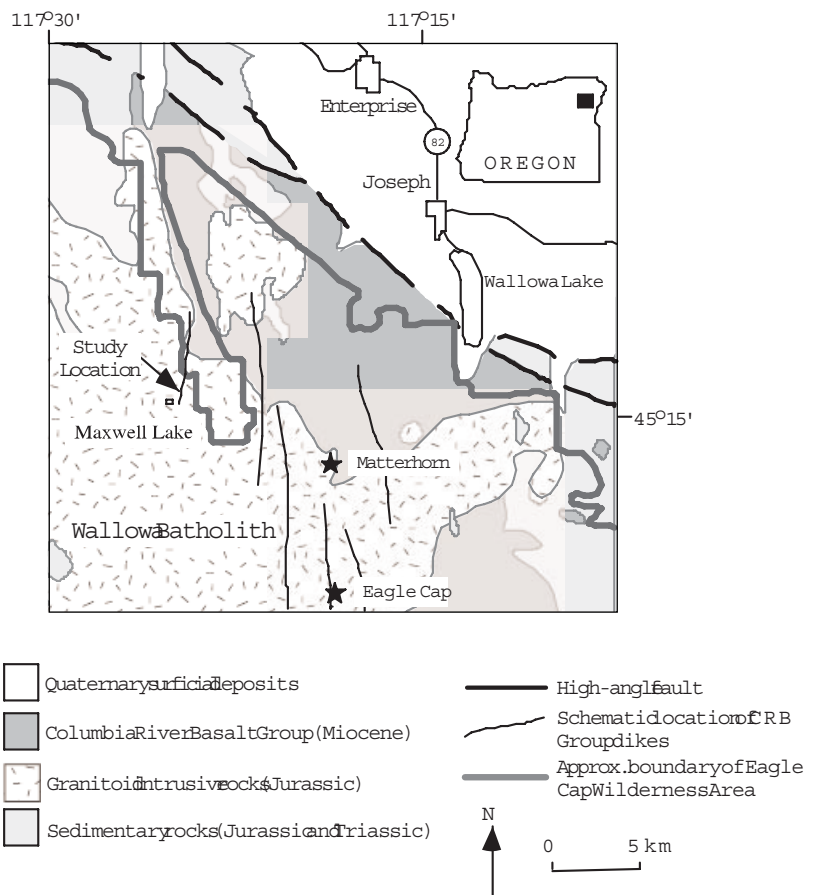 117°30'
117°15'
Enterprise
82
OREGON
Joseph
Wallowa Lake
Study
Location
45°15'
Maxwell Lake
Matterhorn
Wallowa Batholith
Eagle Cap
Quaternary surficial deposits
Columbia River Basalt Group (Miocene)
Granitoid intrusive rocks (Jurassic)
Sedimentary rocks (Jurassic and Triassic)
High-angle fault
Schematic location of CRB
Group dikes
Approx. boundary of Eagle
Cap Wilderness Area
N
0 5 km